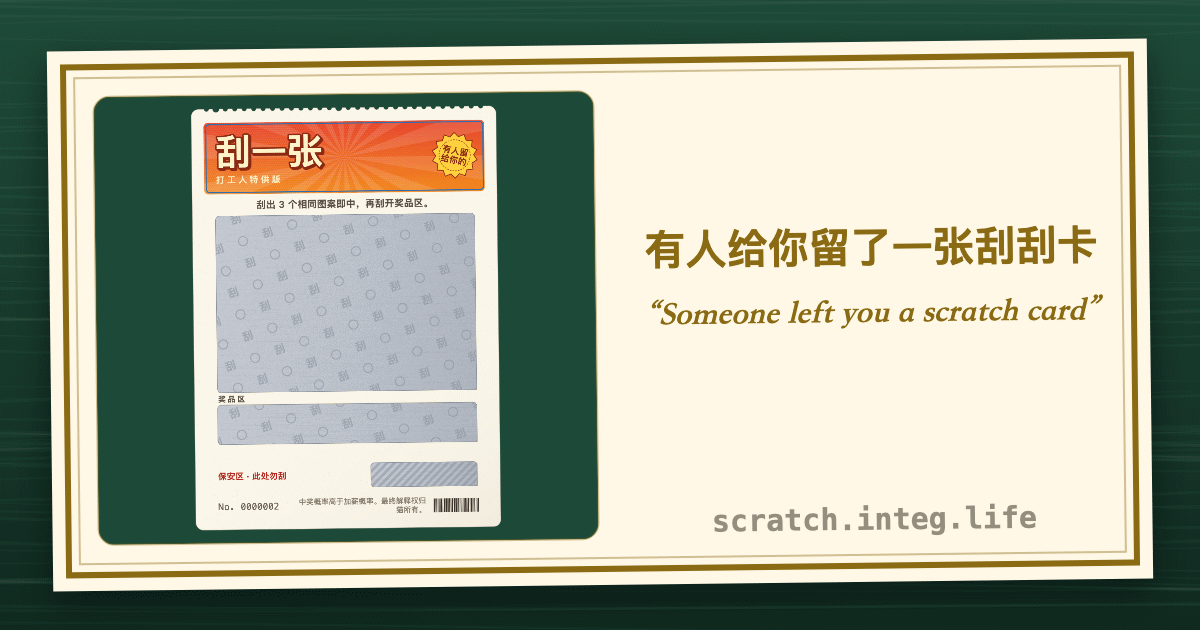 刮一张
打工人特供版
有人留
给你的
刮出 3 个相同图案即中，再刮开奖品区。
奖品区
保安区 · 此处勿刮
No. 0000002
中奖概率高于加薪概率，最终解释权归
猫所有。
有人给你留了一张刮刮卡
“Someone left you a scratch card”
scratch.integ.life